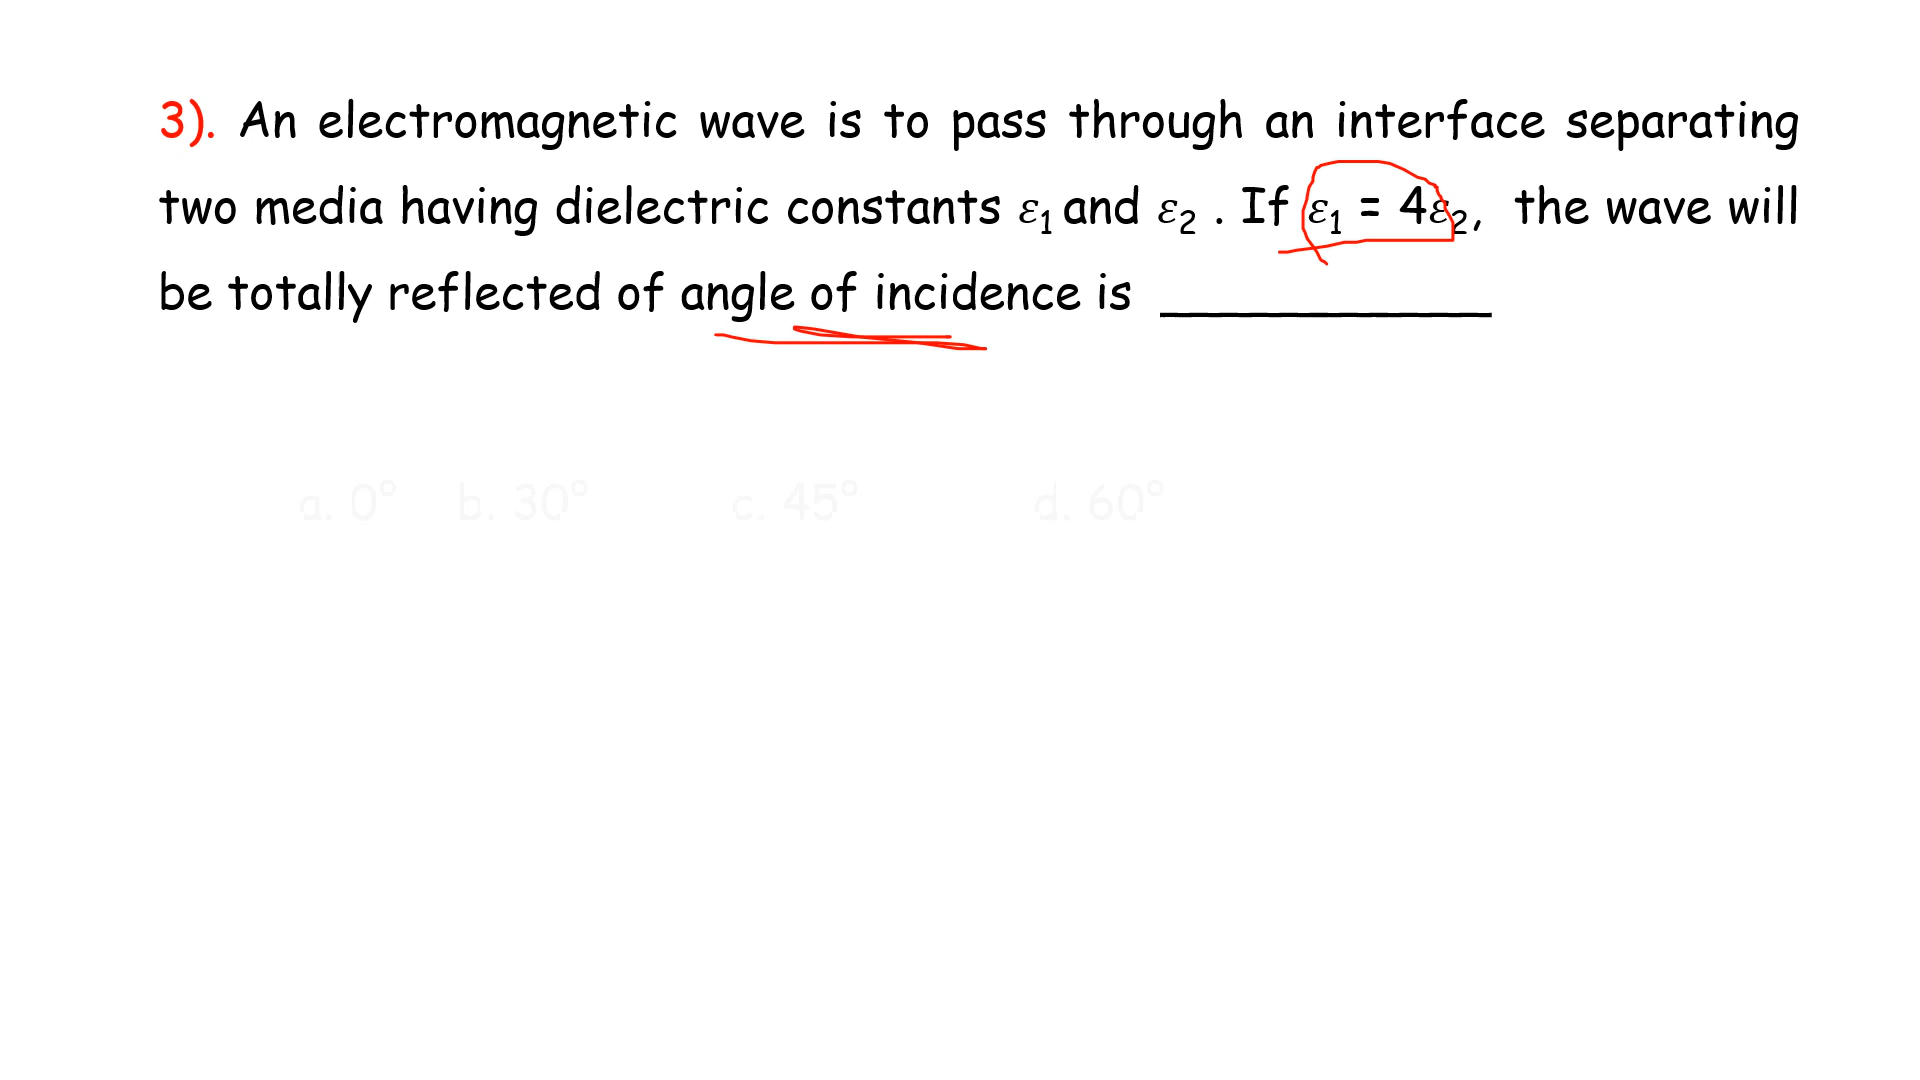 3). An electromagnetic wave is to pass through an interface separating
two media having dielectric constants ε₁ and ε₂ . If ε₁ = 4ε₂, the wave will
be totally reflected of angle of incidence is ___________
a. 0° b. 30° c. 45° d. 60°